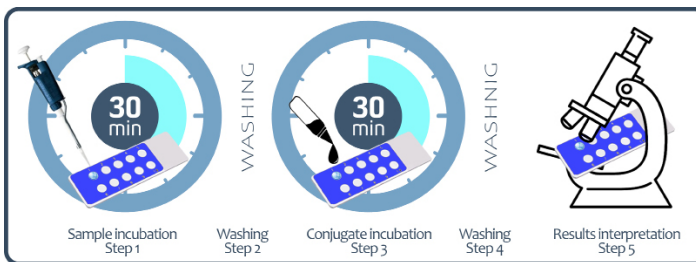 30
min
WASHING
30
min
WASHNIG
Sample incubation
Step 1
Washing
Step 2
Conjugate incubation
Step 3
Washing
Step 4
Results interpretation
Step 5